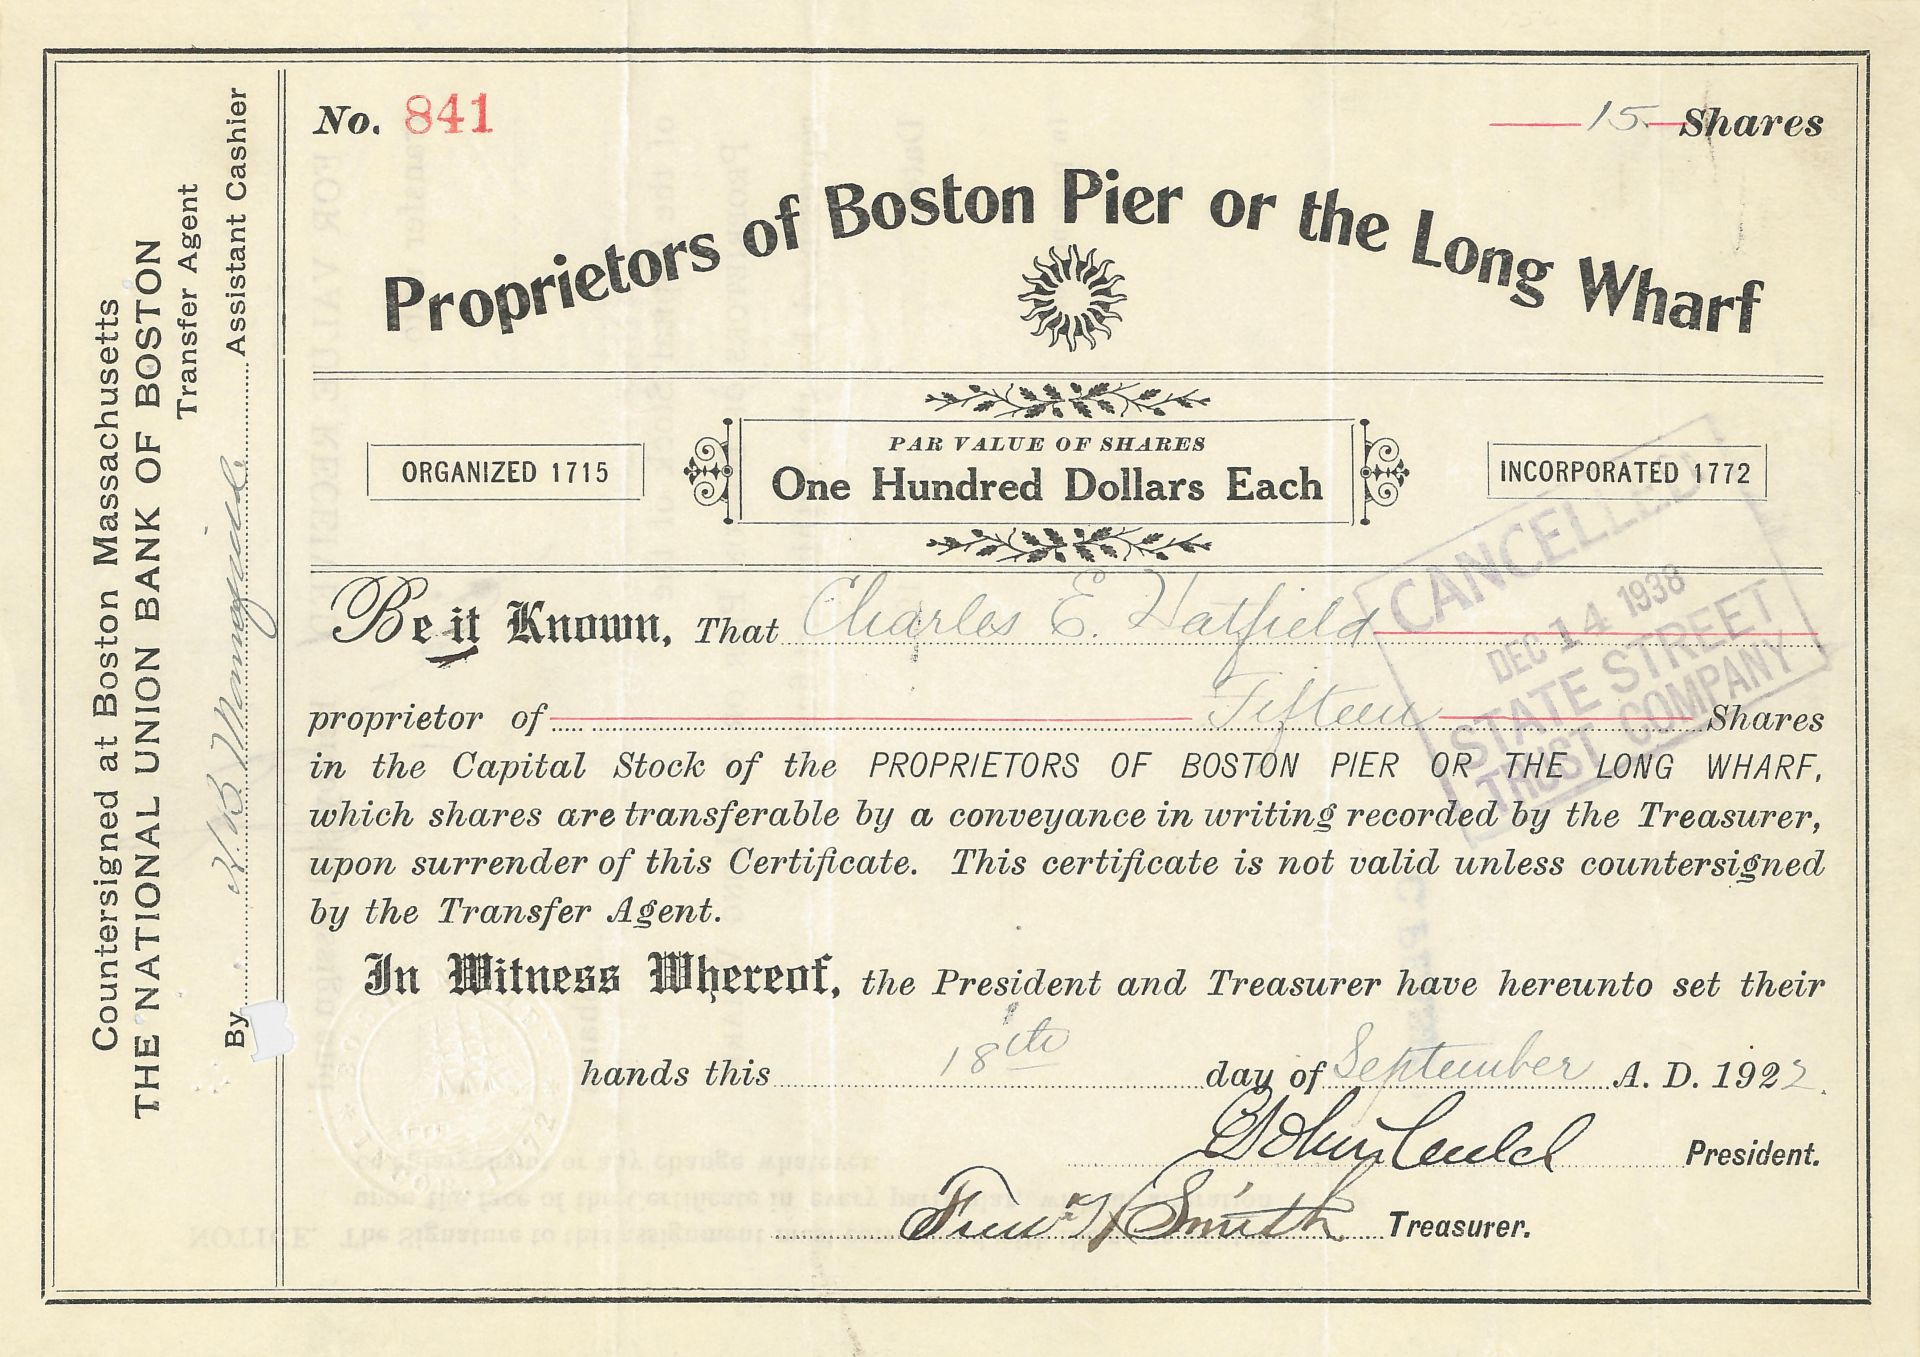 No. 841
15 Shares
Proprietors of Boston Pier or the Long Wharf
PAR VALUE OF SHARES
One Hundred Dollars Each
ORGANIZED 1715
INCORPORATED 1772
Be it Known, That Charles E. Hatfield
proprietor of Fifteen Shares
in the Capital Stock of the PROPRIETORS OF BOSTON PIER OR THE LONG WHARF,
which shares are transferable by a conveyance in writing recorded by the Treasurer,
upon surrender of this Certificate. This certificate is not valid unless countersigned
by the Transfer Agent.
In Witness Whereof, the President and Treasurer have hereunto set their
hands this 18th day of September A. D. 1922.
President.
Smith Treasurer.
CANCELLED
DEC 14 1938
STATE STREET
TRUST COMPANY
Countersigned at Boston Massachusetts
THE NATIONAL UNION BANK OF BOSTON
Transfer Agent
By Assistant Cashier